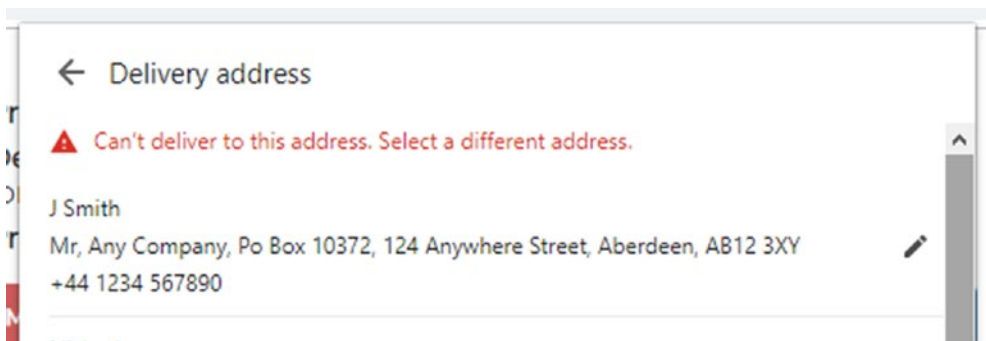 Delivery address
Can't deliver to this address. Select a different address.
J Smith
Mr, Any Company, Po Box 10372, 124 Anywhere Street, Aberdeen, AB12 3XY
+44 1234 567890